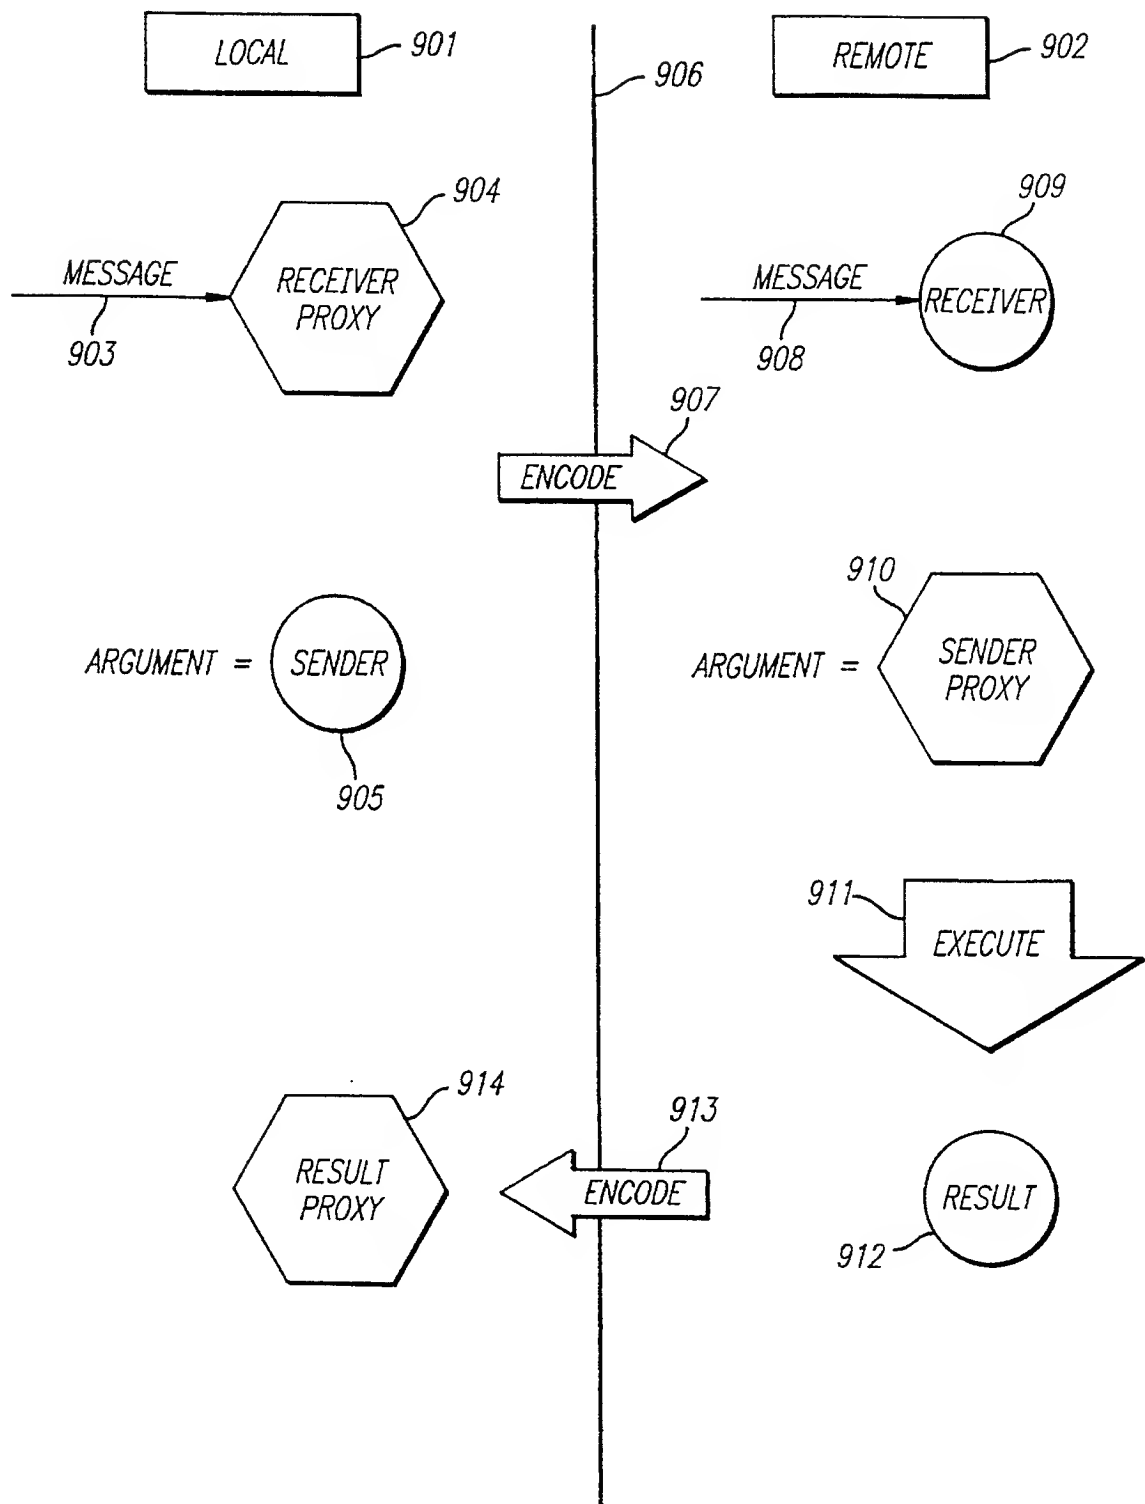 LOCAL 901
906
REMOTE 902
904
MESSAGE
RECEIVER
PROXY
903
909
MESSAGE
RECEIVER
908
907
ENCODE
ARGUMENT = SENDER
905
910
ARGUMENT = SENDER
PROXY
911
EXECUTE
914
RESULT
PROXY
913
ENCODE
RESULT
912